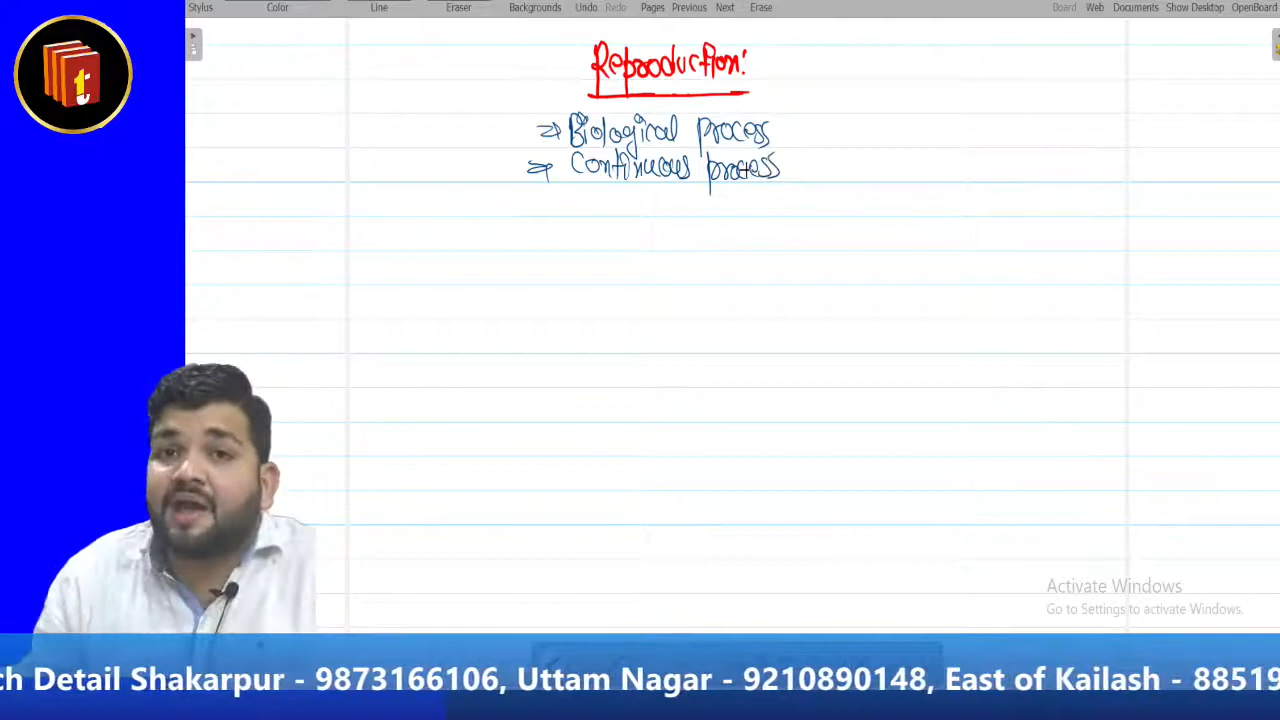 Stylus Color Line Eraser Backgrounds Undo Redo Pages Previous Next Erase Board Web Documents Show Desktop OpenBoard
t
Reproduction:
⇒ Biological process
⇒ Continuous process
Activate Windows
Go to Settings to activate Windows.
ch Detail Shakarpur - 9873166106, Uttam Nagar - 9210890148, East of Kailash - 88519